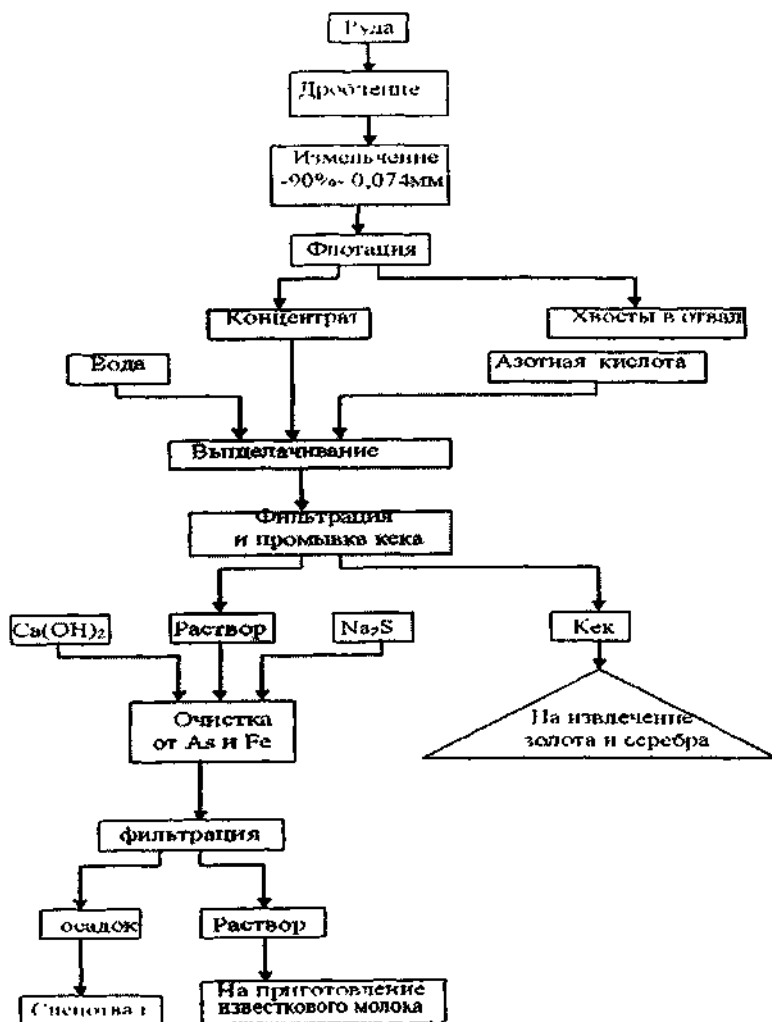 Руда
Дробление
Измельчение
-90%- 0,074мм
Флотация
Концентрат
Хвосты в отвал
Вода
Азотная кислота
Выщелачивание
Фильтрация
и промывка кека
Ca(OH)₂
Раствор
Na₂S
Кек
Очистка
от As и Fe
На извлечение
золота и серебра
фильтрация
осадок
Раствор
Спецотвал
На приготовление
известкового молока